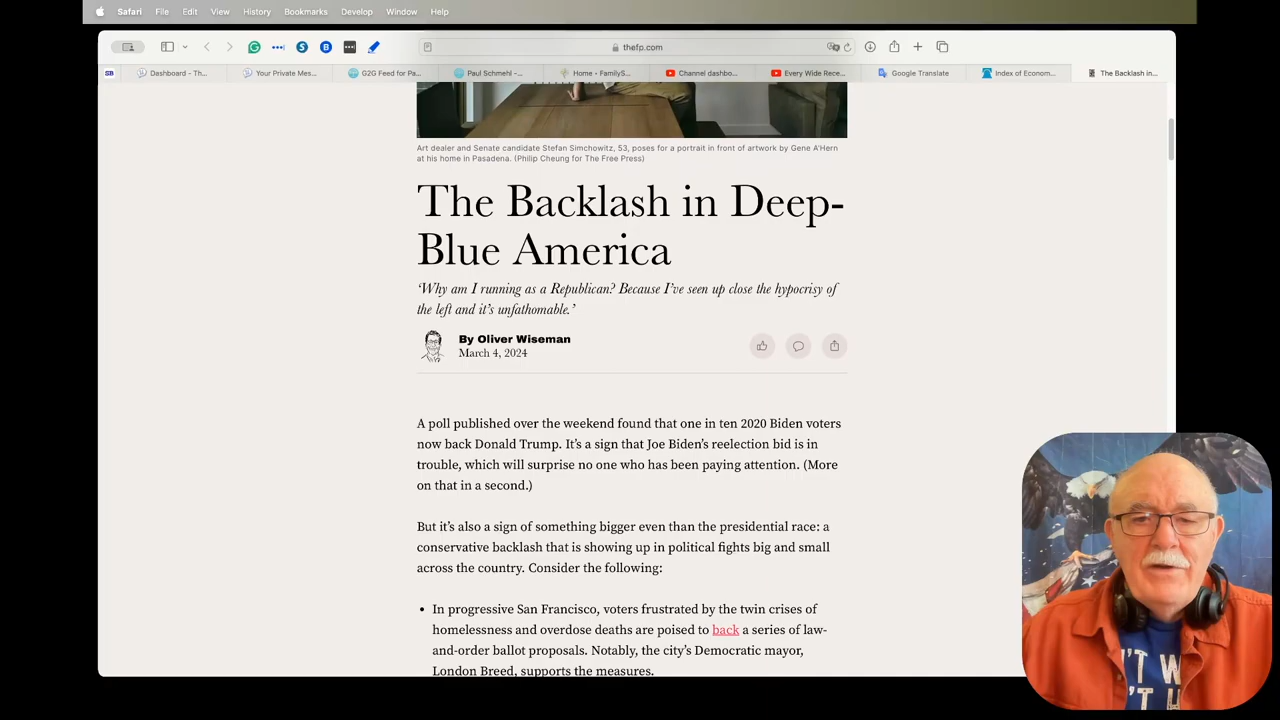 Safari File Edit View History Bookmarks Develop Window Help
thefp.com
SB Dashboard - Th... Your Private Mes... G2G Feed for Pa... Paul Schmehl -... Home • FamilyS... Channel dashbo... Every Wide Rece... Google Translate Index of Econom... The Backlash in...
Art dealer and Senate candidate Stefan Simchowitz, 53, poses for a portrait in front of artwork by Gene A'Hern
at his home in Pasadena. (Philip Cheung for The Free Press)
The Backlash in Deep-
Blue America
‘Why am I running as a Republican? Because I’ve seen up close the hypocrisy of
the left and it’s unfathomable.’
By Oliver Wiseman
March 4, 2024
A poll published over the weekend found that one in ten 2020 Biden voters
now back Donald Trump. It’s a sign that Joe Biden’s reelection bid is in
trouble, which will surprise no one who has been paying attention. (More
on that in a second.)
But it’s also a sign of something bigger even than the presidential race: a
conservative backlash that is showing up in political fights big and small
across the country. Consider the following:
• In progressive San Francisco, voters frustrated by the twin crises of
homelessness and overdose deaths are poised to back a series of law-
and-order ballot proposals. Notably, the city’s Democratic mayor,
London Breed, supports the measures.